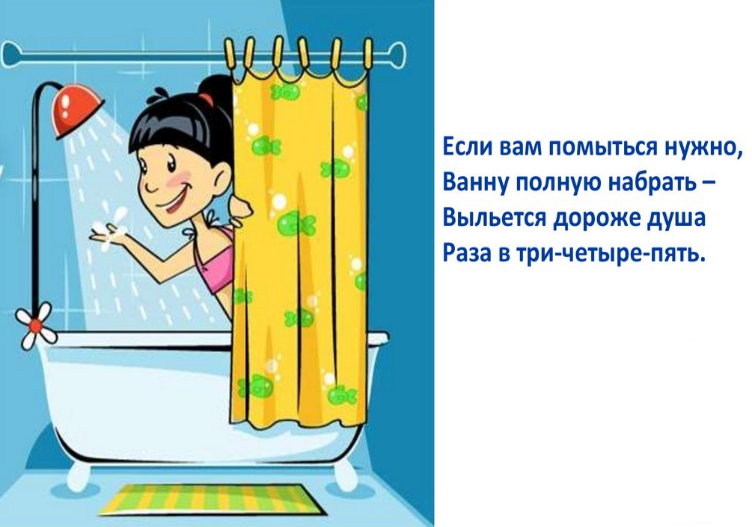 Если вам помыться нужно,
Ванну полную набрать –
Выльется дороже душа
Раза в три-четыре-пять.